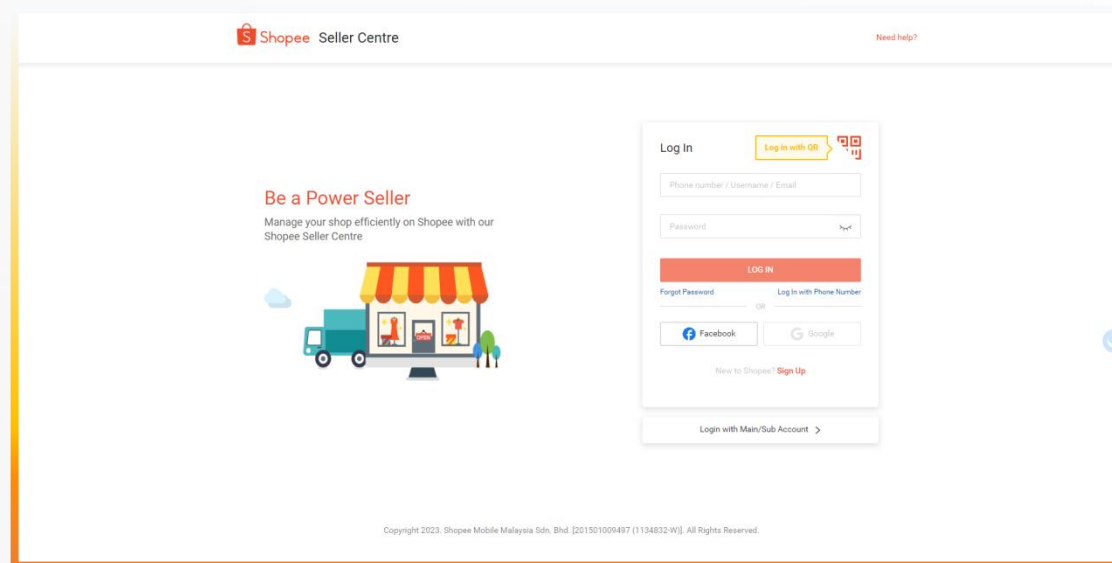 Shopee Seller Centre
Need help?
Be a Power Seller
Manage your shop efficiently on Shopee with our
Shopee Seller Centre
OPEN
Log In
Log in with QR
Phone number / Username / Email
Password
LOG IN
Forgot Password
Log In with Phone Number
OR
Facebook
Google
New to Shopee? Sign Up
Login with Main/Sub Account
Copyright 2023. Shopee Mobile Malaysia Sdn. Bhd. [201501009497 (1134832-W)]. All Rights Reserved.